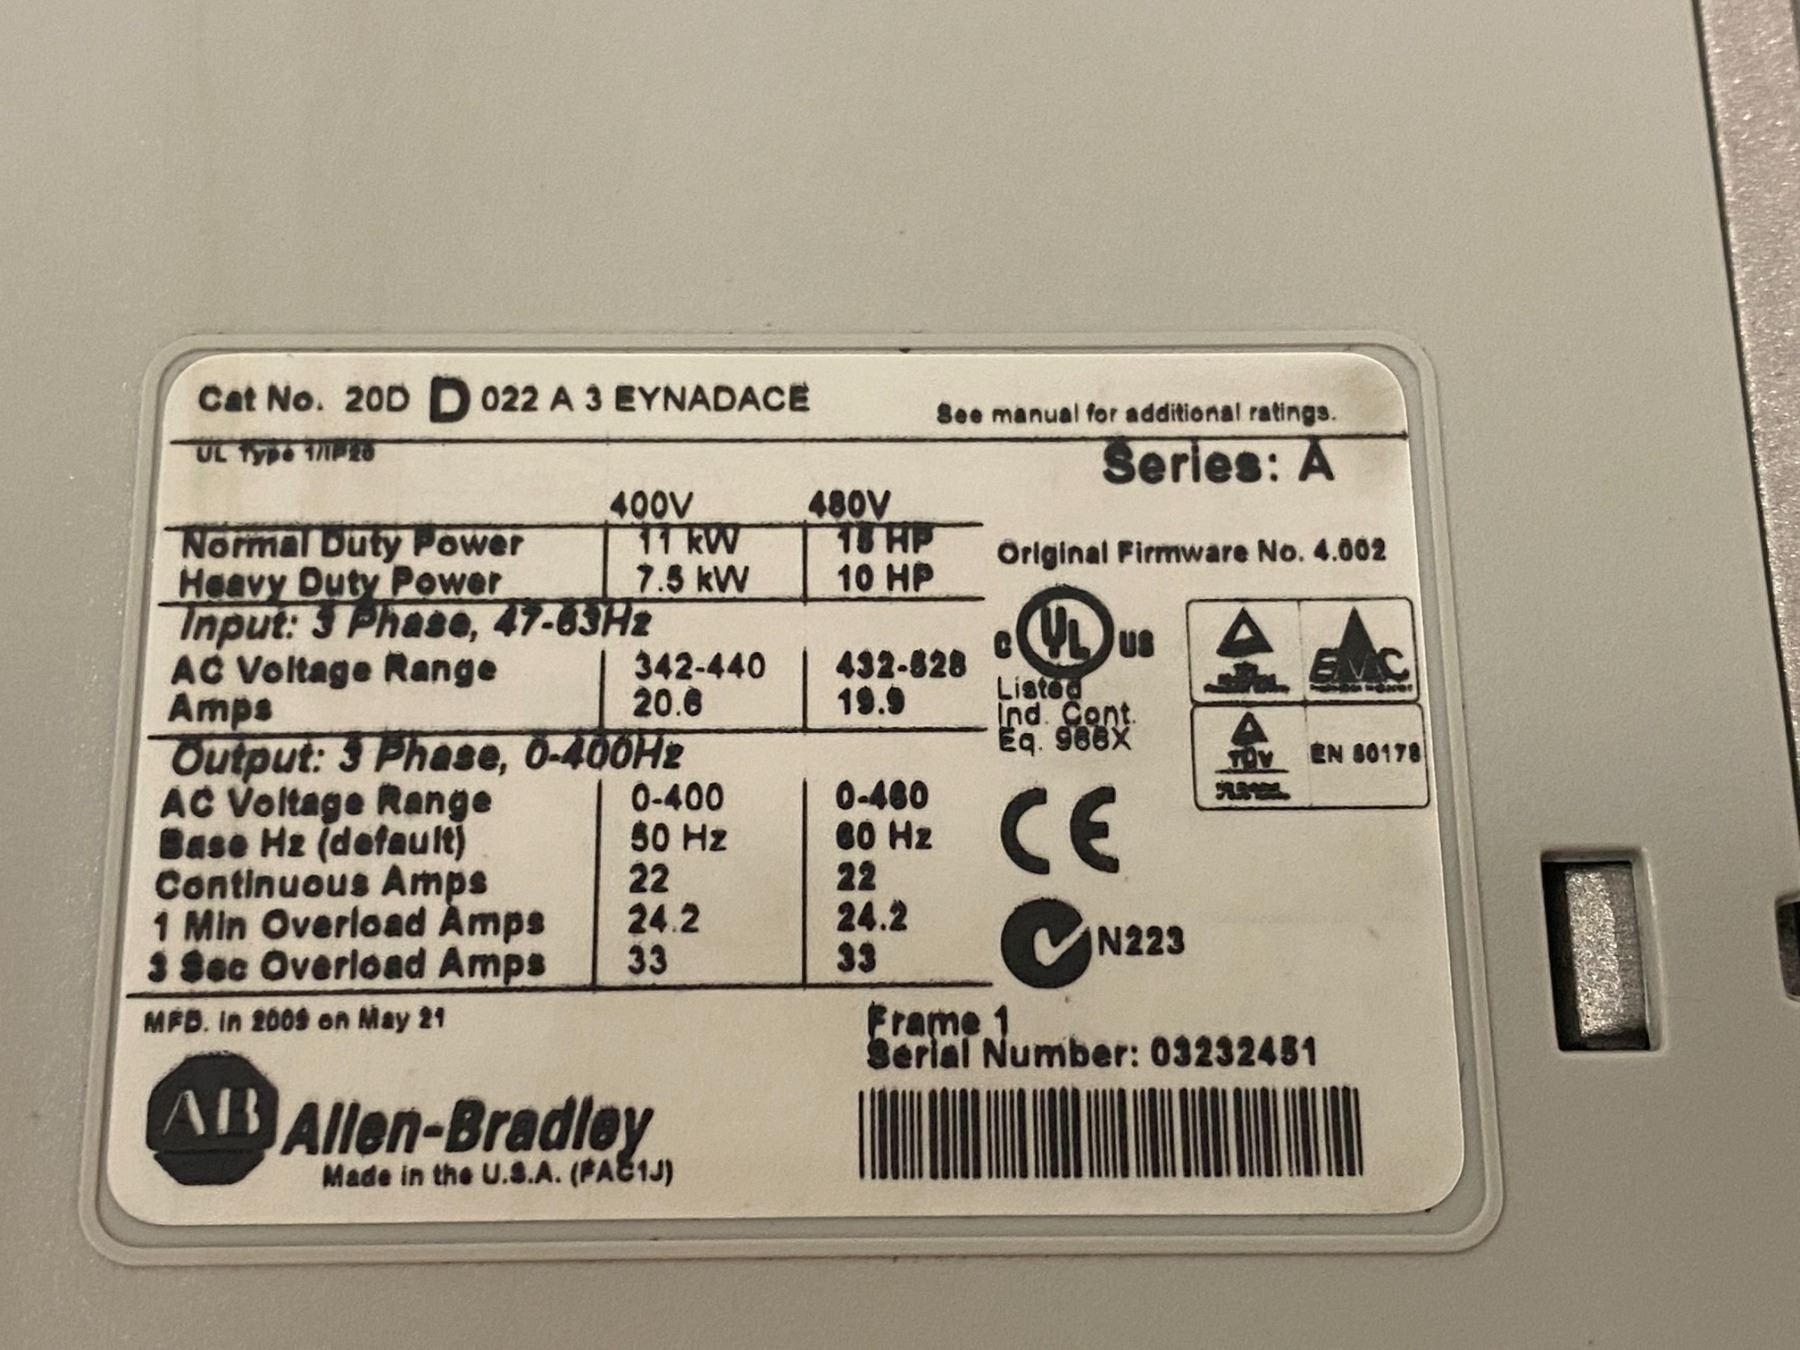 Cat No. 20D D 022 A 3 EYNADACE
See manual for additional ratings.
UL Type 1/IP20
Series: A
400V 480V
Normal Duty Power 11 kW 15 HP
Heavy Duty Power 7.5 kW 10 HP
Original Firmware No. 4.002
Input: 3 Phase, 47-63Hz
AC Voltage Range 342-440 432-528
Amps 20.6 19.9
C UL US
Listed
Ind. Cont.
Eq. 966X
EMC
TÜV
EN 50178
Output: 3 Phase, 0-400Hz
AC Voltage Range 0-400 0-460
Base Hz (default) 50 Hz 60 Hz
Continuous Amps 22 22
1 Min Overload Amps 24.2 24.2
3 Sec Overload Amps 33 33
CE
N223
MFD. in 2009 on May 21
Frame 1
Serial Number: 03232451
AB Allen-Bradley
Made in the U.S.A. (FAC1J)